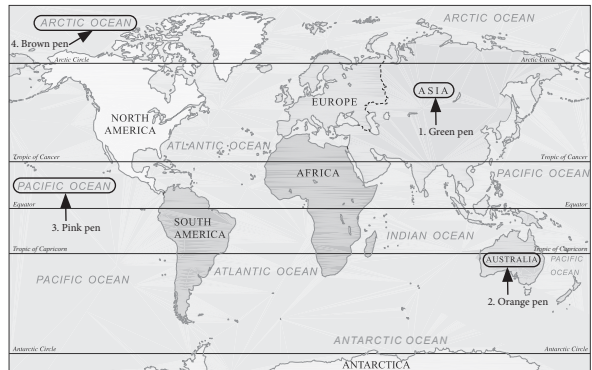 ARCTIC OCEAN
ARCTIC OCEAN
4. Brown pen
Arctic Circle
Arctic Circle
ASIA
EUROPE
NORTH
AMERICA
1. Green pen
ATLANTIC OCEAN
Tropic of Cancer
Tropic of Cancer
AFRICA
PACIFIC OCEAN
PACIFIC OCEAN
Equator
Equator
3. Pink pen
SOUTH
AMERICA
INDIAN OCEAN
Tropic of Capricorn
Tropic of Capricorn
AUSTRALIA
PACIFIC
OCEAN
ATLANTIC OCEAN
PACIFIC OCEAN
2. Orange pen
ANTARCTIC OCEAN
Antarctic Circle
Antarctic Circle
ANTARCTICA